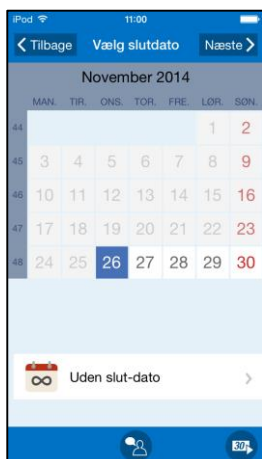 iPod 11:00
Tilbage Vælg slutdato Næste
November 2014
MAN. TIR. ONS. TOR. FRE. LØR. SØN.
44 1 2
45 3 4 5 6 7 8 9
46 10 11 12 13 14 15 16
47 17 18 19 20 21 22 23
48 24 25 26 27 28 29 30
Uden slut-dato
30